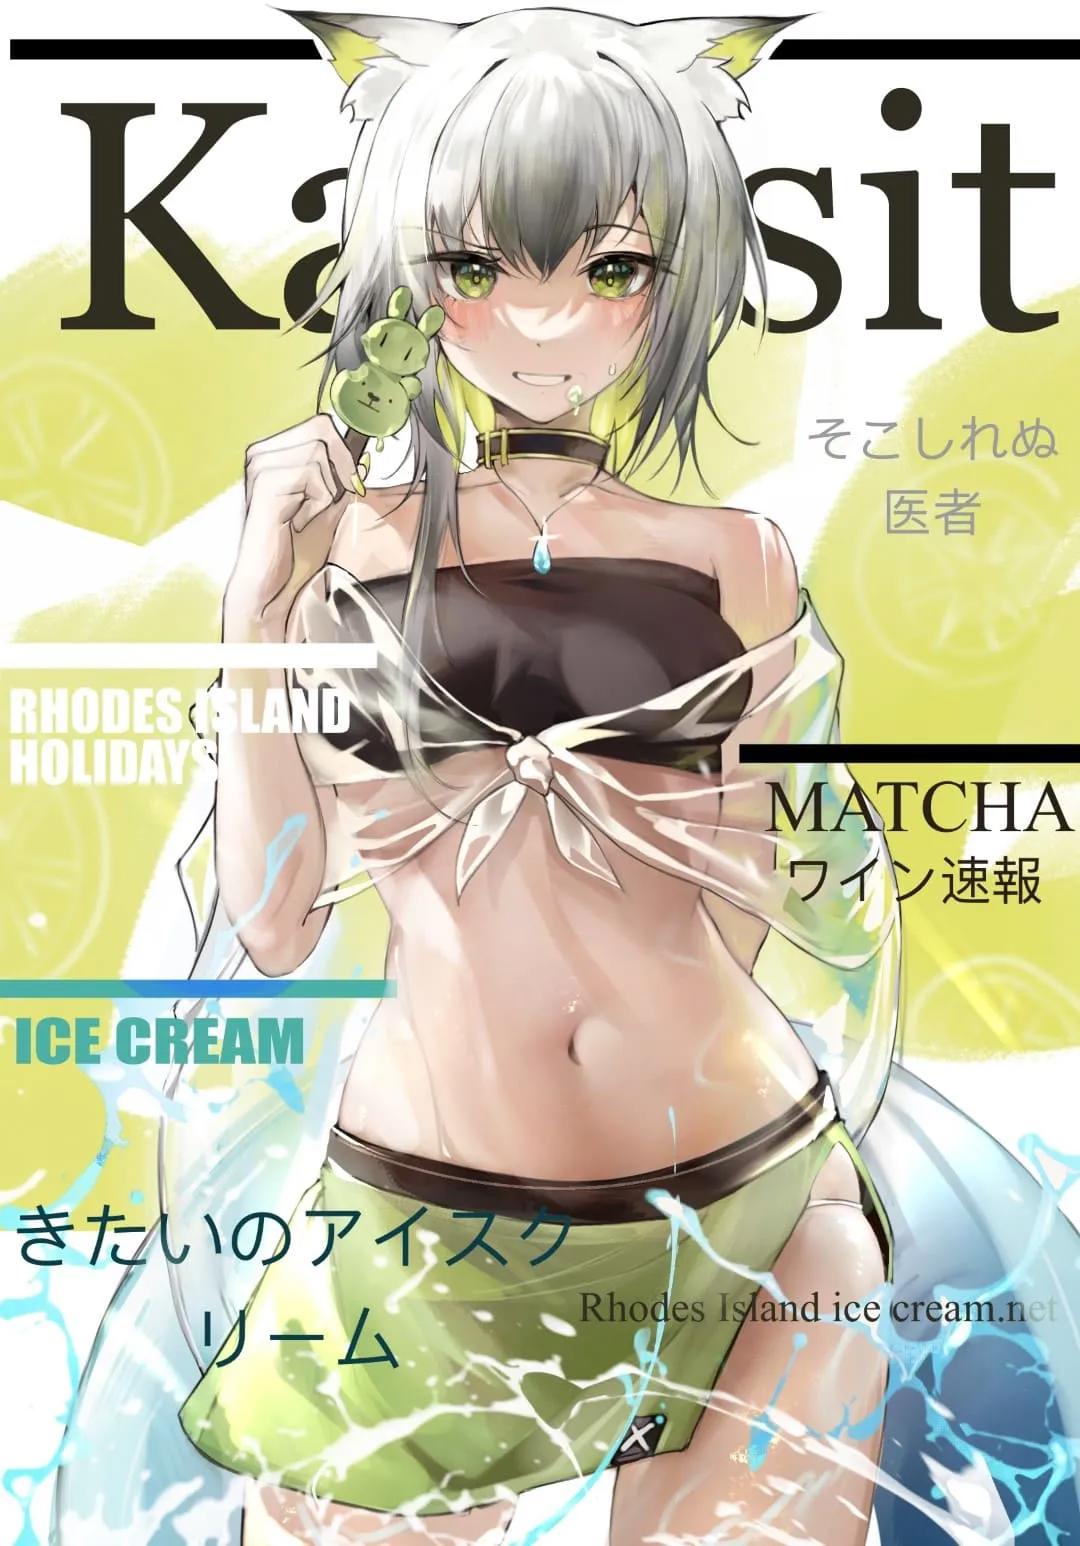 Ka sit
そこしれぬ
医者
RHODES ISLAND
HOLIDAYS
MATCHA
ワイン速報
ICE CREAM
きたいのアイスク
リーム
Rhodes Island ice cream.net